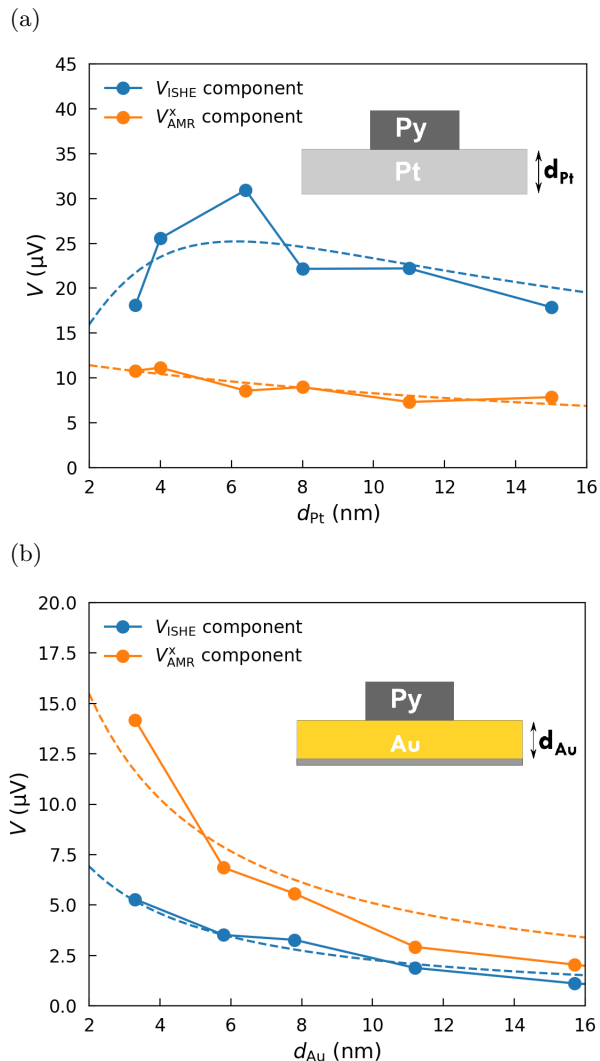 (a)
45
40
35
30
25
20
15
10
5
0
V (µV)
V_ISHE component
V^x_AMR component
Py
Pt
d_Pt
2 4 6 8 10 12 14 16
d_Pt (nm)
(b)
20.0
17.5
15.0
12.5
10.0
7.5
5.0
2.5
0.0
V (µV)
V_ISHE component
V^x_AMR component
Py
Au
d_Au
2 4 6 8 10 12 14 16
d_Au (nm)